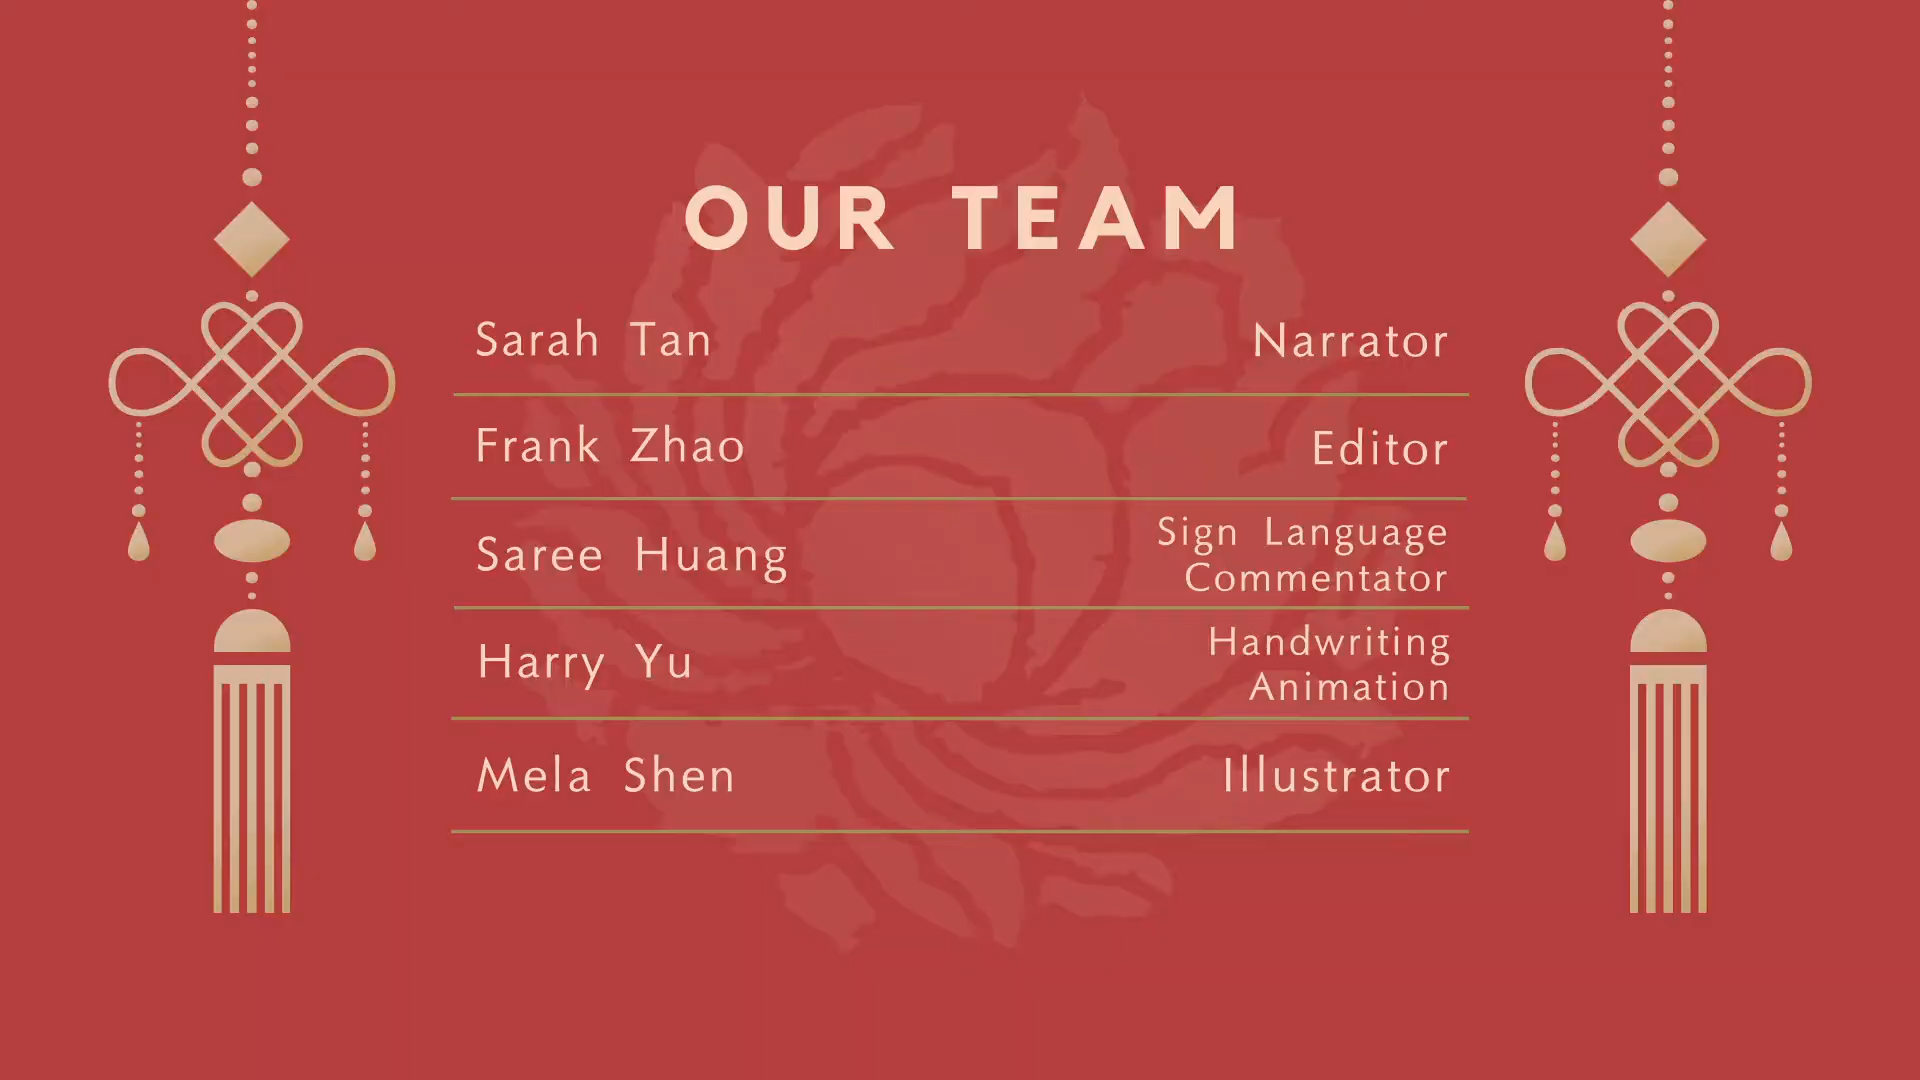 OUR TEAM
Sarah Tan Narrator
Frank Zhao Editor
Saree Huang Sign Language
Commentator
Harry Yu Handwriting
Animation
Mela Shen Illustrator